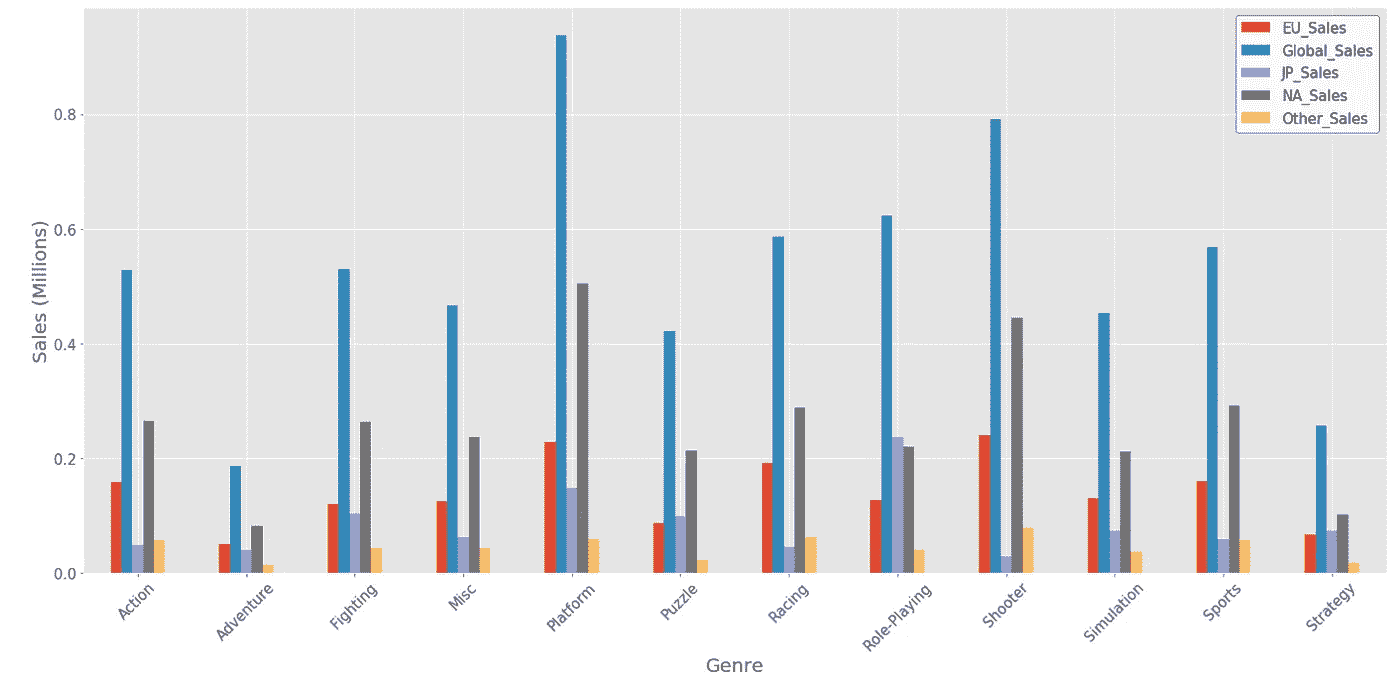 EU_Sales
Global_Sales
JP_Sales
NA_Sales
Other_Sales
Sales (Millions)
0.8
0.6
0.4
0.2
0.0
Action
Adventure
Fighting
Misc
Platform
Puzzle
Racing
Role-Playing
Shooter
Simulation
Sports
Strategy
Genre